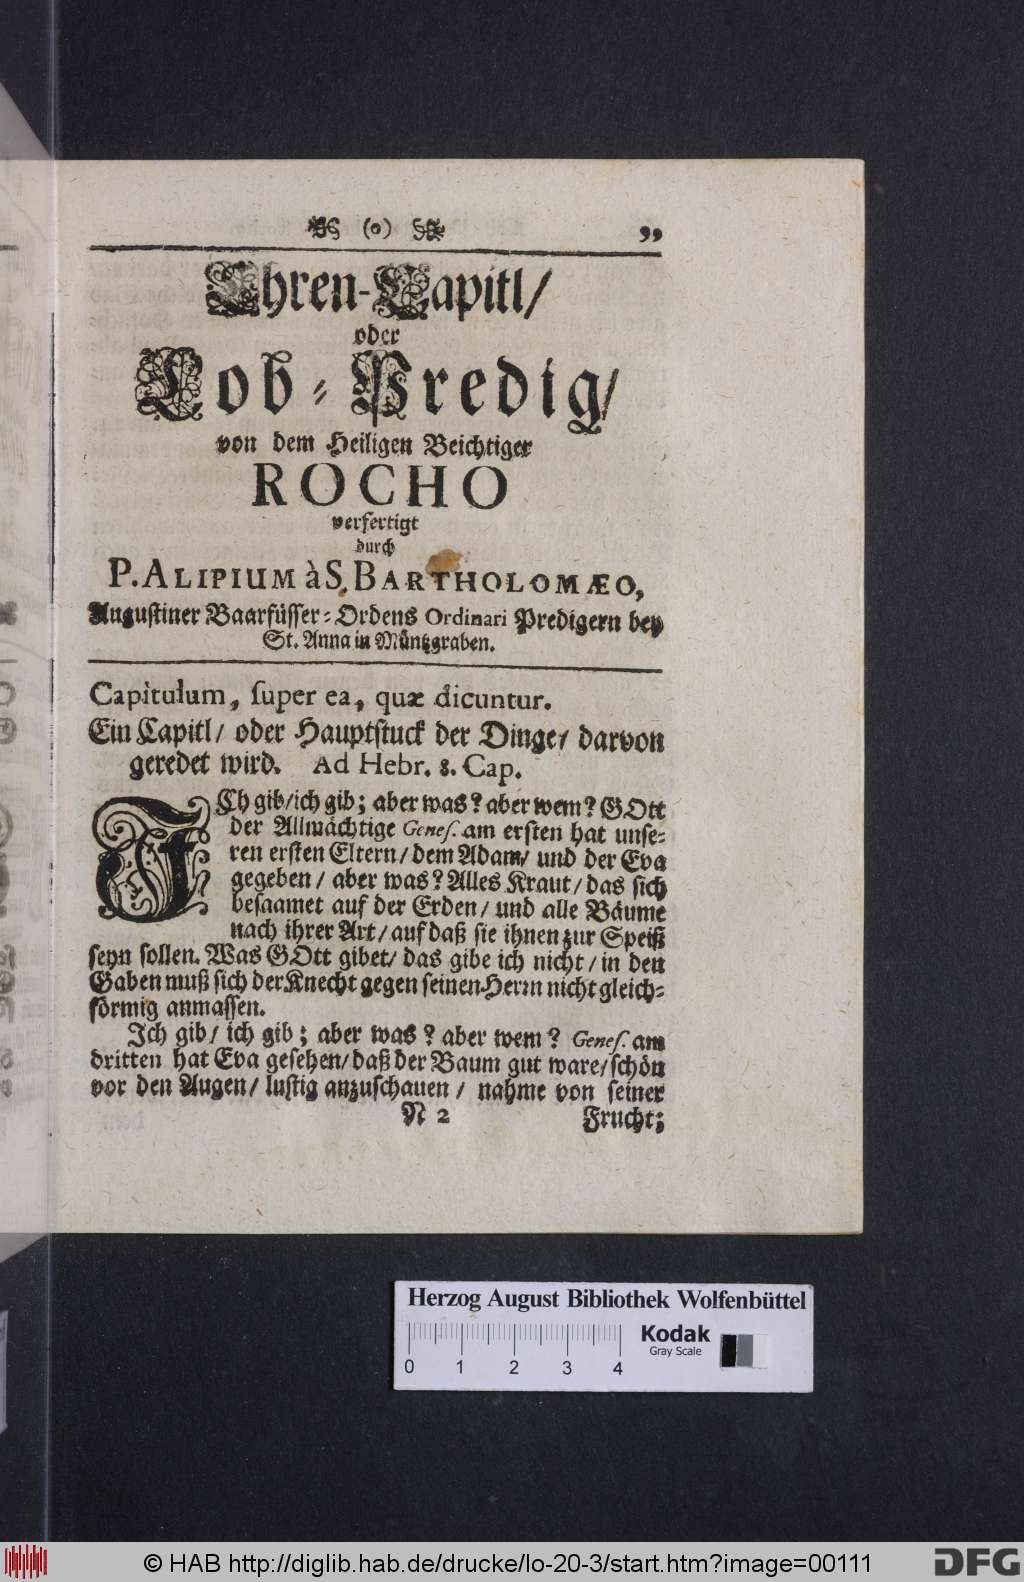 (o) 99
Ehren-Capitl/
oder
Lob-Predig/
von dem Heiligen Beichtiger
ROCHO
verfertigt
durch
P. ALIPIUM à S. BARTHOLOMÆO,
Augustiner Baarfüsser-Ordens Ordinari Predigern bey
St. Anna in Müntzgraben.
Capitulum, super ea, quæ dicuntur.
Ein Capitl/ oder Hauptstuck der Dinge/ darvon
geredet wird. Ad Hebr. 8. Cap.
ICh gib/ich gib; aber was? aber wem? GOtt
der Allmächtige Genes. am ersten hat unse-
ren ersten Eltern/ dem Adam/ und der Eva
gegeben/ aber was? Alles Kraut/ das sich
besaamet auf der Erden/ und alle Bäume
nach ihrer Art/ auf daß sie ihnen zur Speiß
seyn sollen. Was GOtt gibet/ das gibe ich nicht/ in den
Gaben muß sich der Knecht gegen seinen Herrn nicht gleich-
förmig anmassen.
Ich gib/ ich gib; aber was? aber wem? Genes. am
dritten hat Eva gesehen/ daß der Baum gut ware/ schön
vor den Augen/ lustig anzuschauen/ nahme von seiner
N 2 Frucht;
Herzog August Bibliothek Wolfenbüttel
Kodak
Gray Scale
0 1 2 3 4
© HAB http://diglib.hab.de/drucke/lo-20-3/start.htm?image=00111
DFG